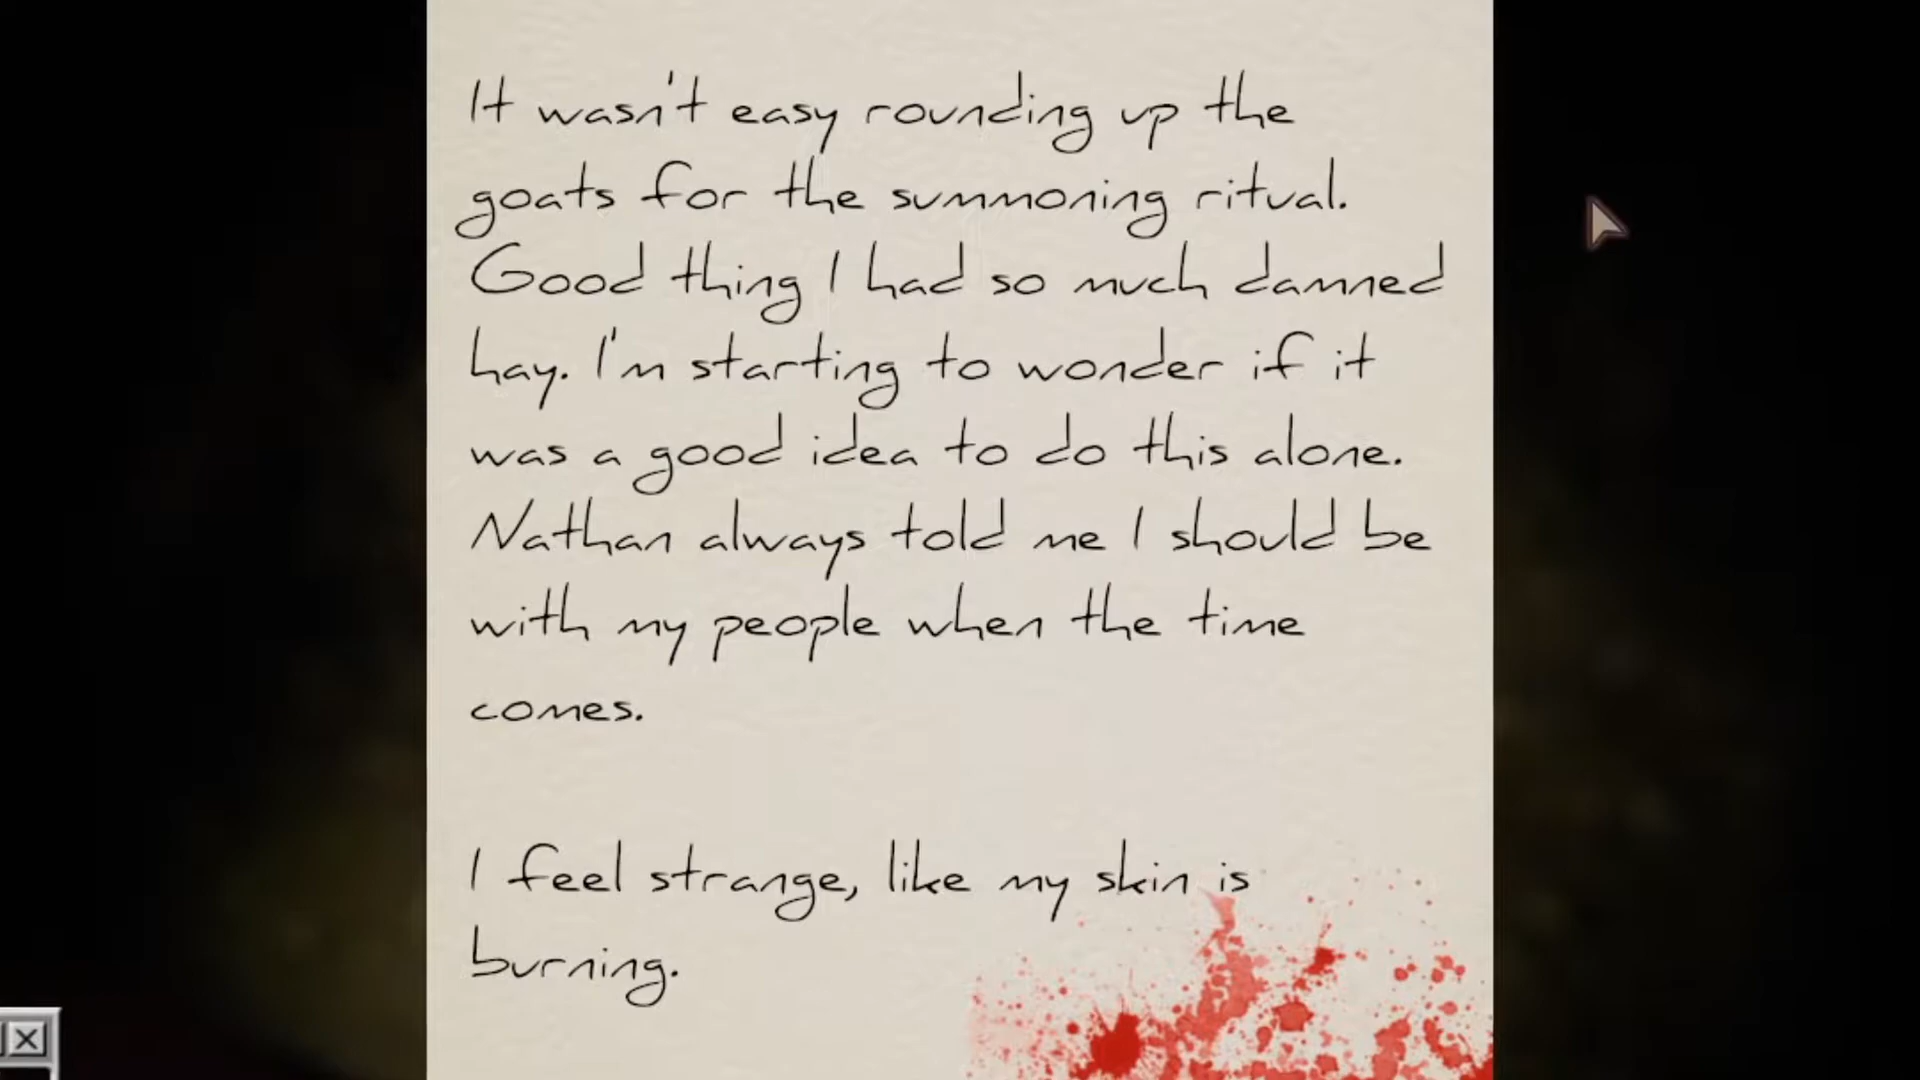 It wasn't easy rounding up the
goats for the summoning ritual.
Good thing I had so much damned
hay. I'm starting to wonder if it
was a good idea to do this alone.
Nathan always told me I should be
with my people when the time
comes.
I feel strange, like my skin is
burning.